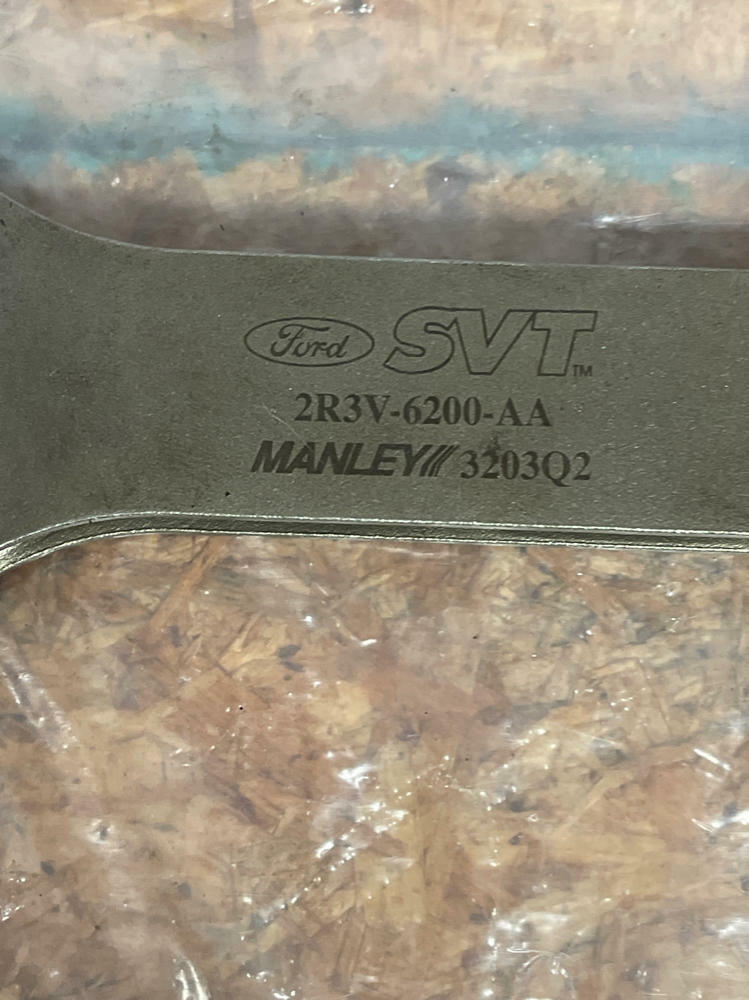 Ford SVT™
2R3V-6200-AA
MANLEY/// 3203Q2